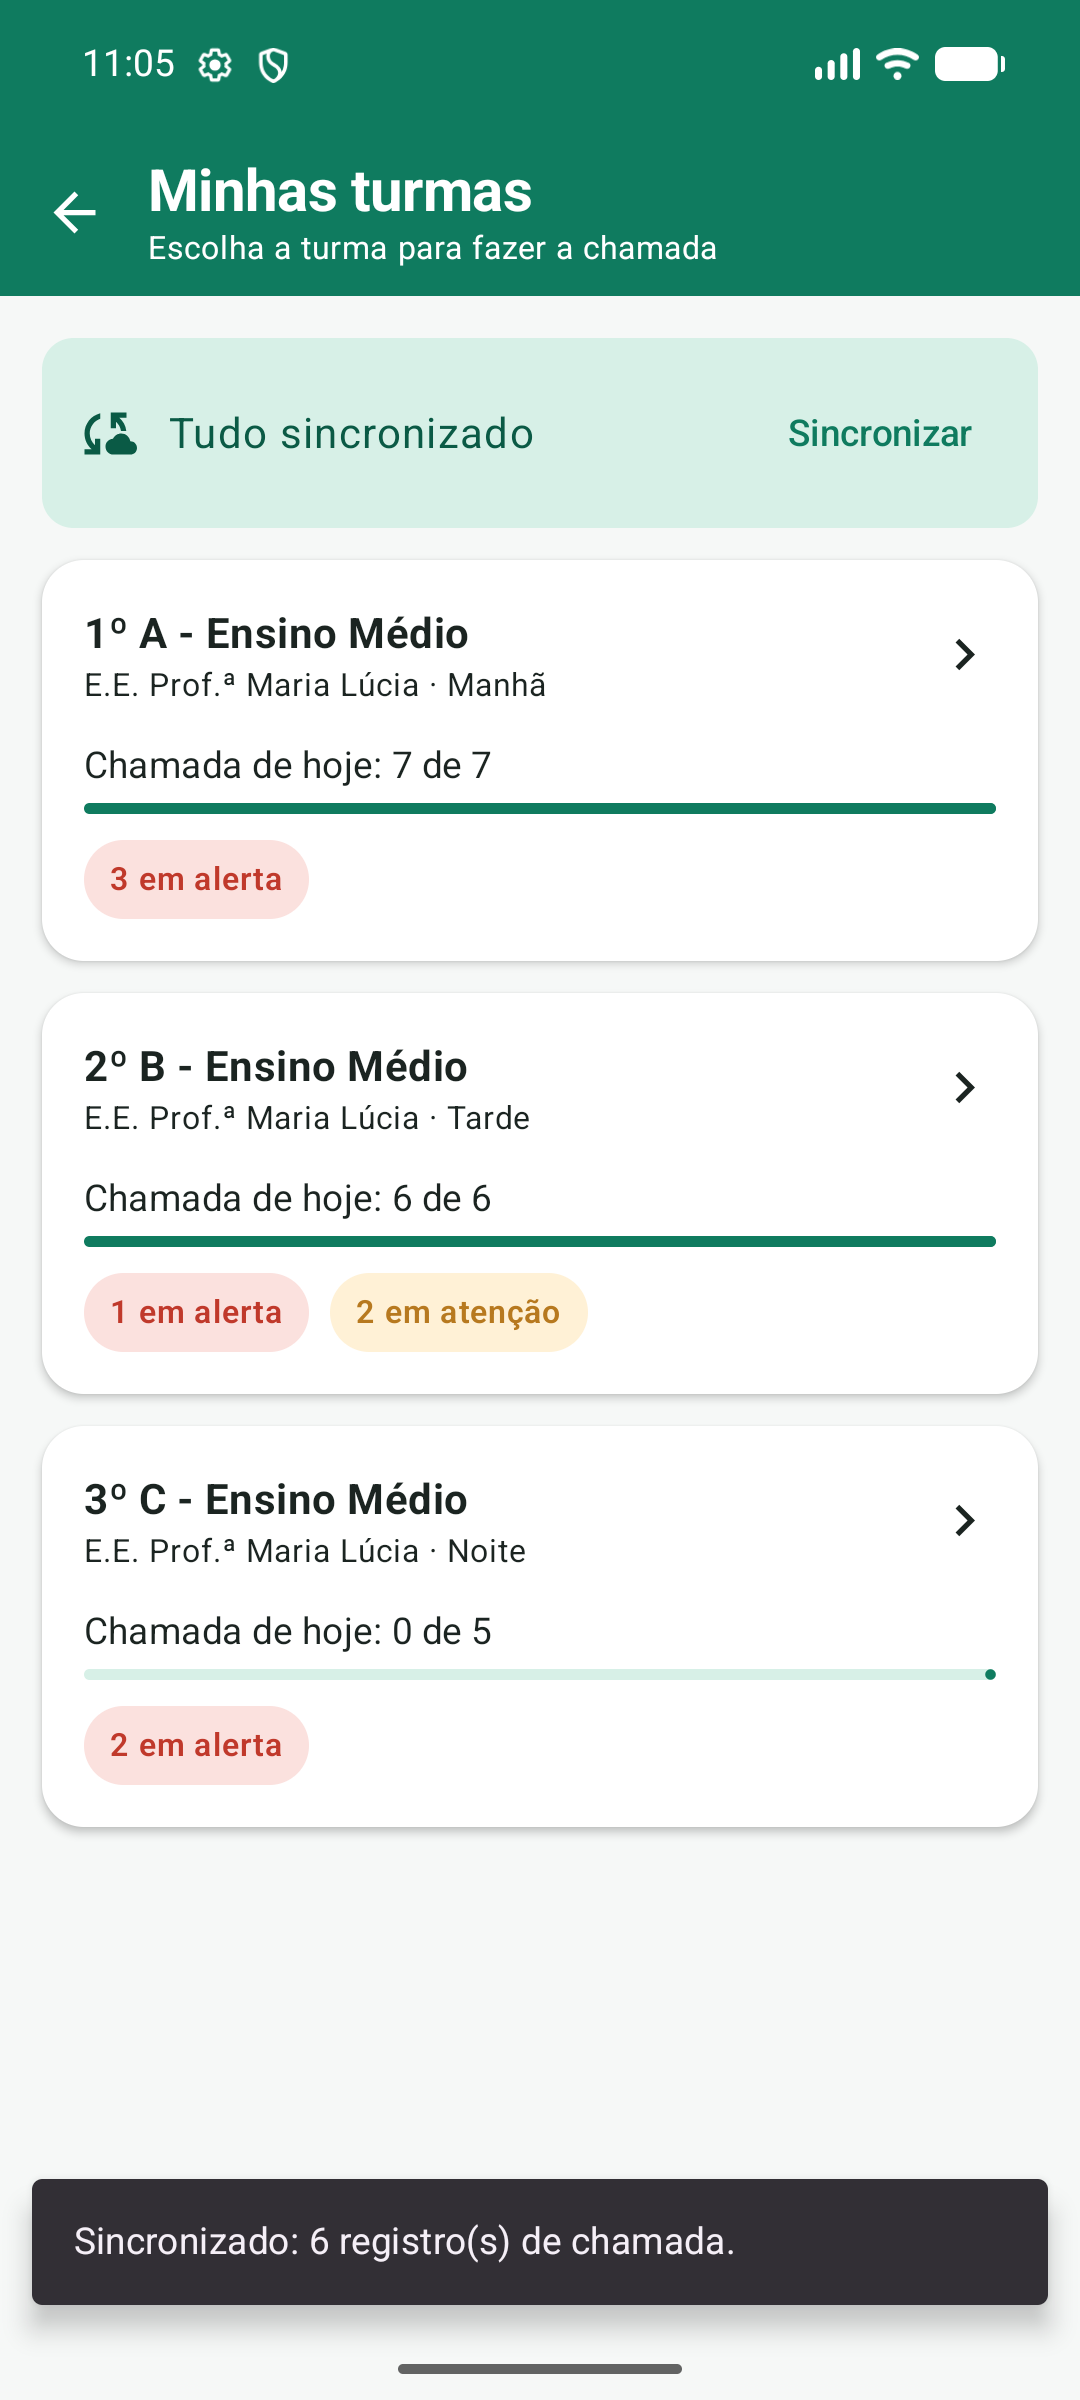 11:05
Minhas turmas
Escolha a turma para fazer a chamada
Tudo sincronizado
Sincronizar
1º A - Ensino Médio
E.E. Prof.ª Maria Lúcia · Manhã
Chamada de hoje: 7 de 7
3 em alerta
2º B - Ensino Médio
E.E. Prof.ª Maria Lúcia · Tarde
Chamada de hoje: 6 de 6
1 em alerta
2 em atenção
3º C - Ensino Médio
E.E. Prof.ª Maria Lúcia · Noite
Chamada de hoje: 0 de 5
2 em alerta
Sincronizado: 6 registro(s) de chamada.